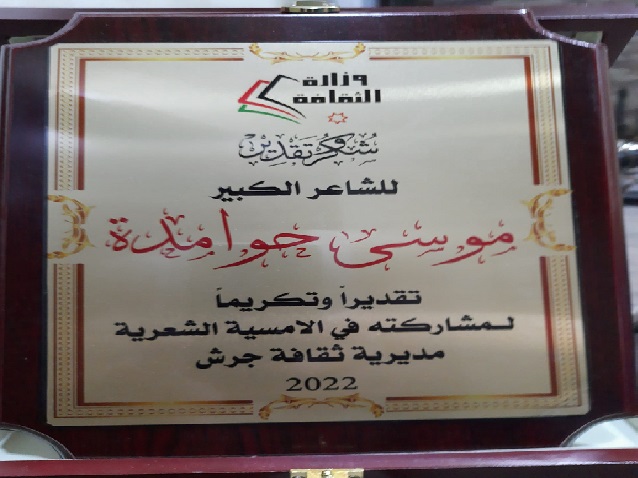 وزارة
الثقافة
شكر وتقدير
للشاعر الكبير
موسى حوامدة
تقديراً وتكريماً
لمشاركته في الامسية الشعرية
مديرية ثقافة جرش
2022